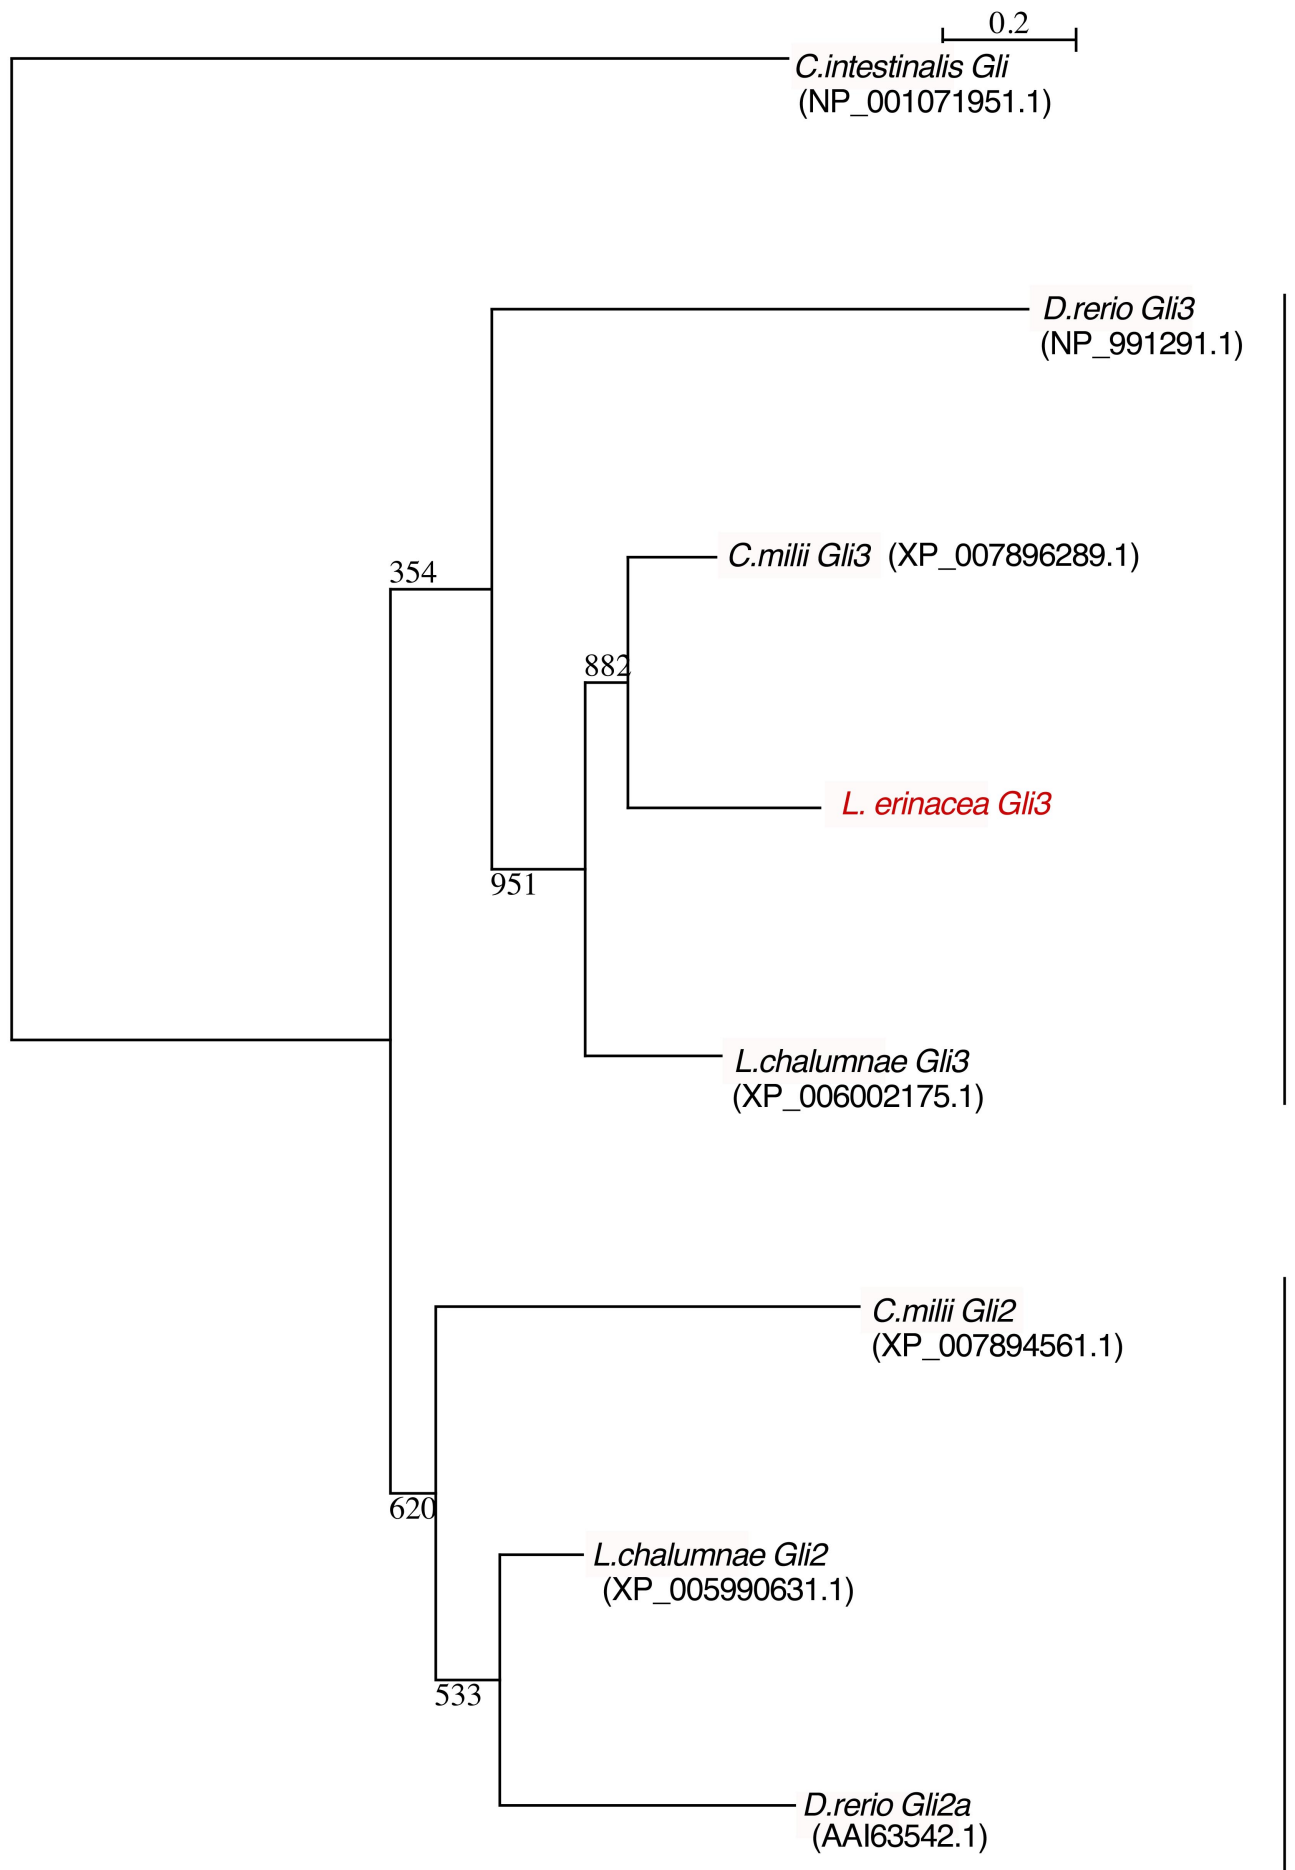 0.2
C.intestinalis Gli
(NP_001071951.1)
D.rerio Gli3
(NP_991291.1)
C.milii Gli3 (XP_007896289.1)
354
882
L. erinacea Gli3
951
L.chalumnae Gli3
(XP_006002175.1)
C.milii Gli2
(XP_007894561.1)
620
L.chalumnae Gli2
(XP_005990631.1)
533
D.rerio Gli2a
(AAI63542.1)